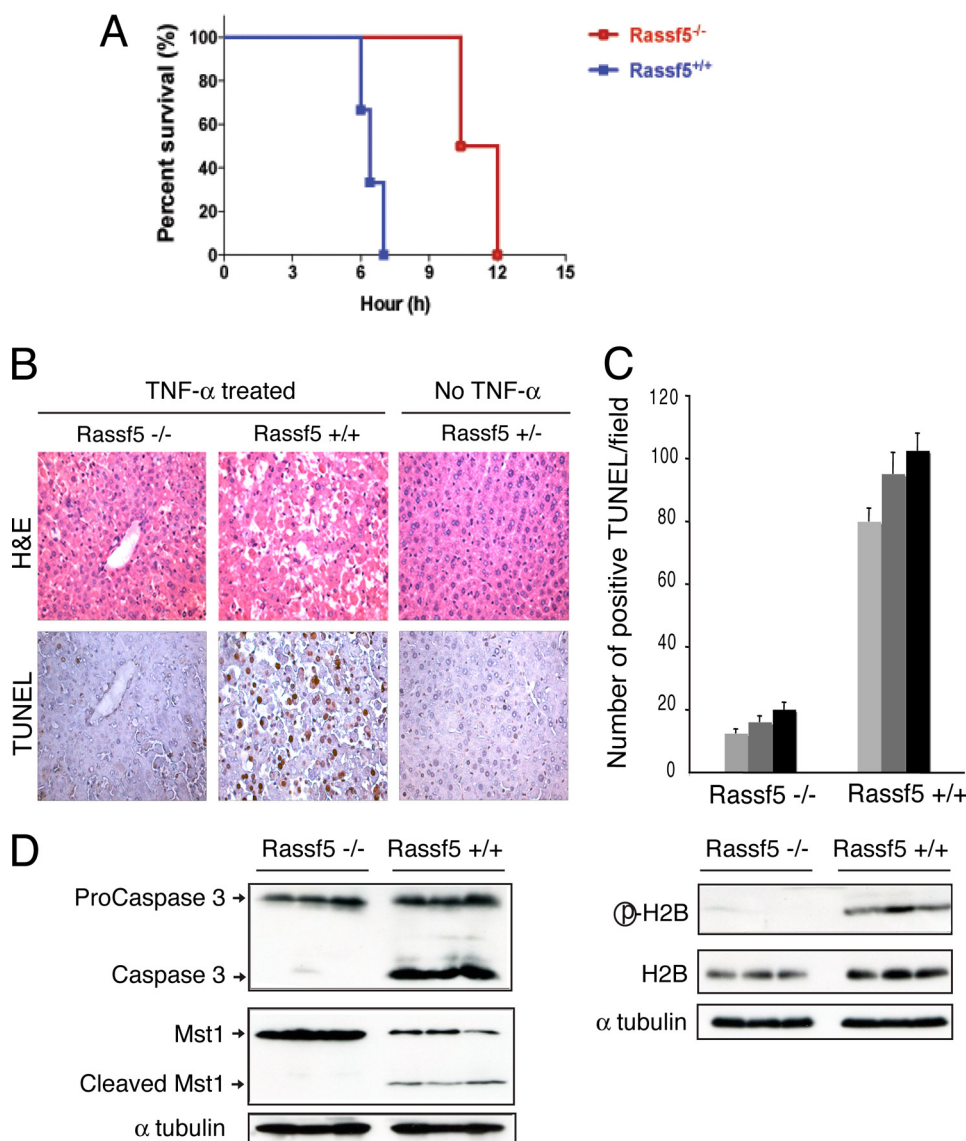 A
Percent survival (%)
100
80
60
40
20
0
0 3 6 9 12 15
Hour (h)
Rassf5-/-
Rassf5+/+
B
TNF-α treated
No TNF-α
Rassf5 -/-
Rassf5 +/+
Rassf5 +/-
H&E
TUNEL
C
Number of positive TUNEL/field
120
100
80
60
40
20
0
Rassf5 -/-
Rassf5 +/+
D
Rassf5 -/-
Rassf5 +/+
ProCaspase 3
Caspase 3
Mst1
Cleaved Mst1
α tubulin
Rassf5 -/-
Rassf5 +/+
p-H2B
H2B
α tubulin